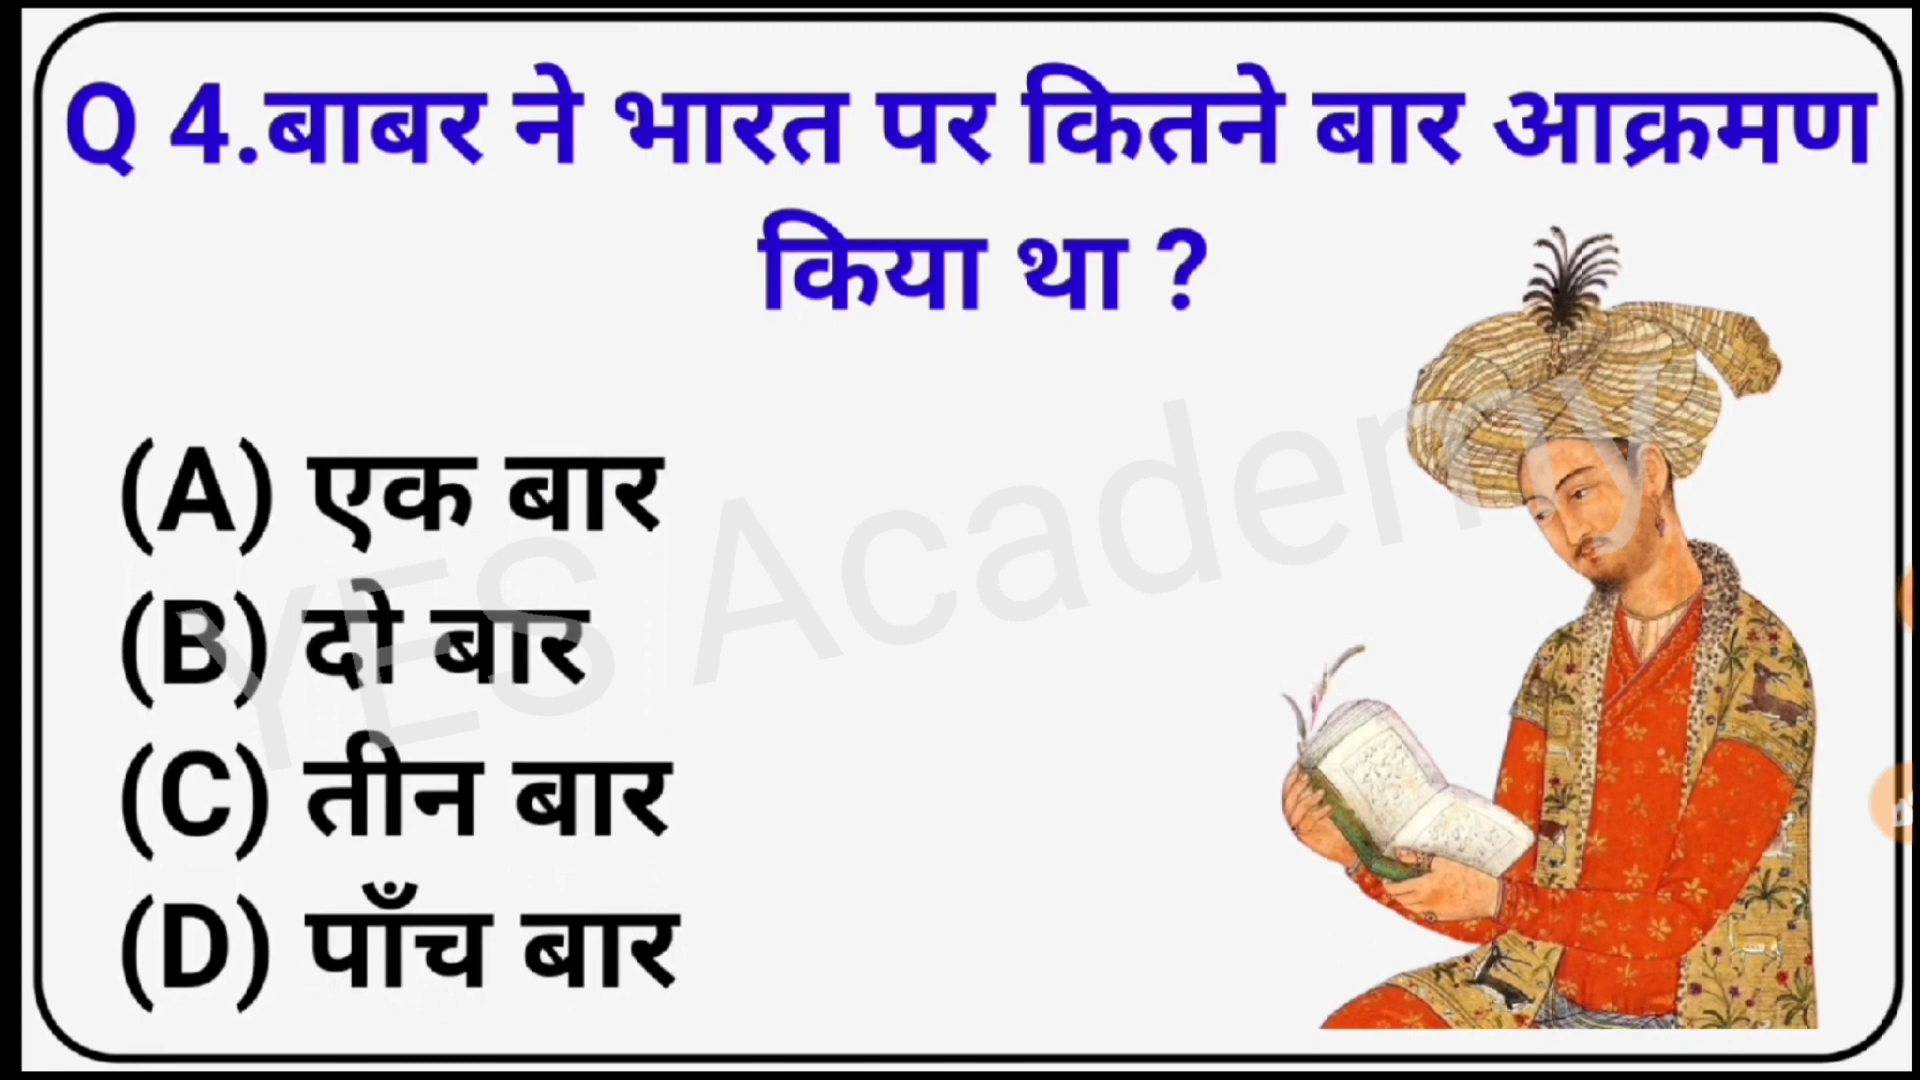 Q 4.बाबर ने भारत पर कितने बार आक्रमण
किया था ?
(A) एक बार
(B) दो बार
(C) तीन बार
(D) पाँच बार
YES Academy